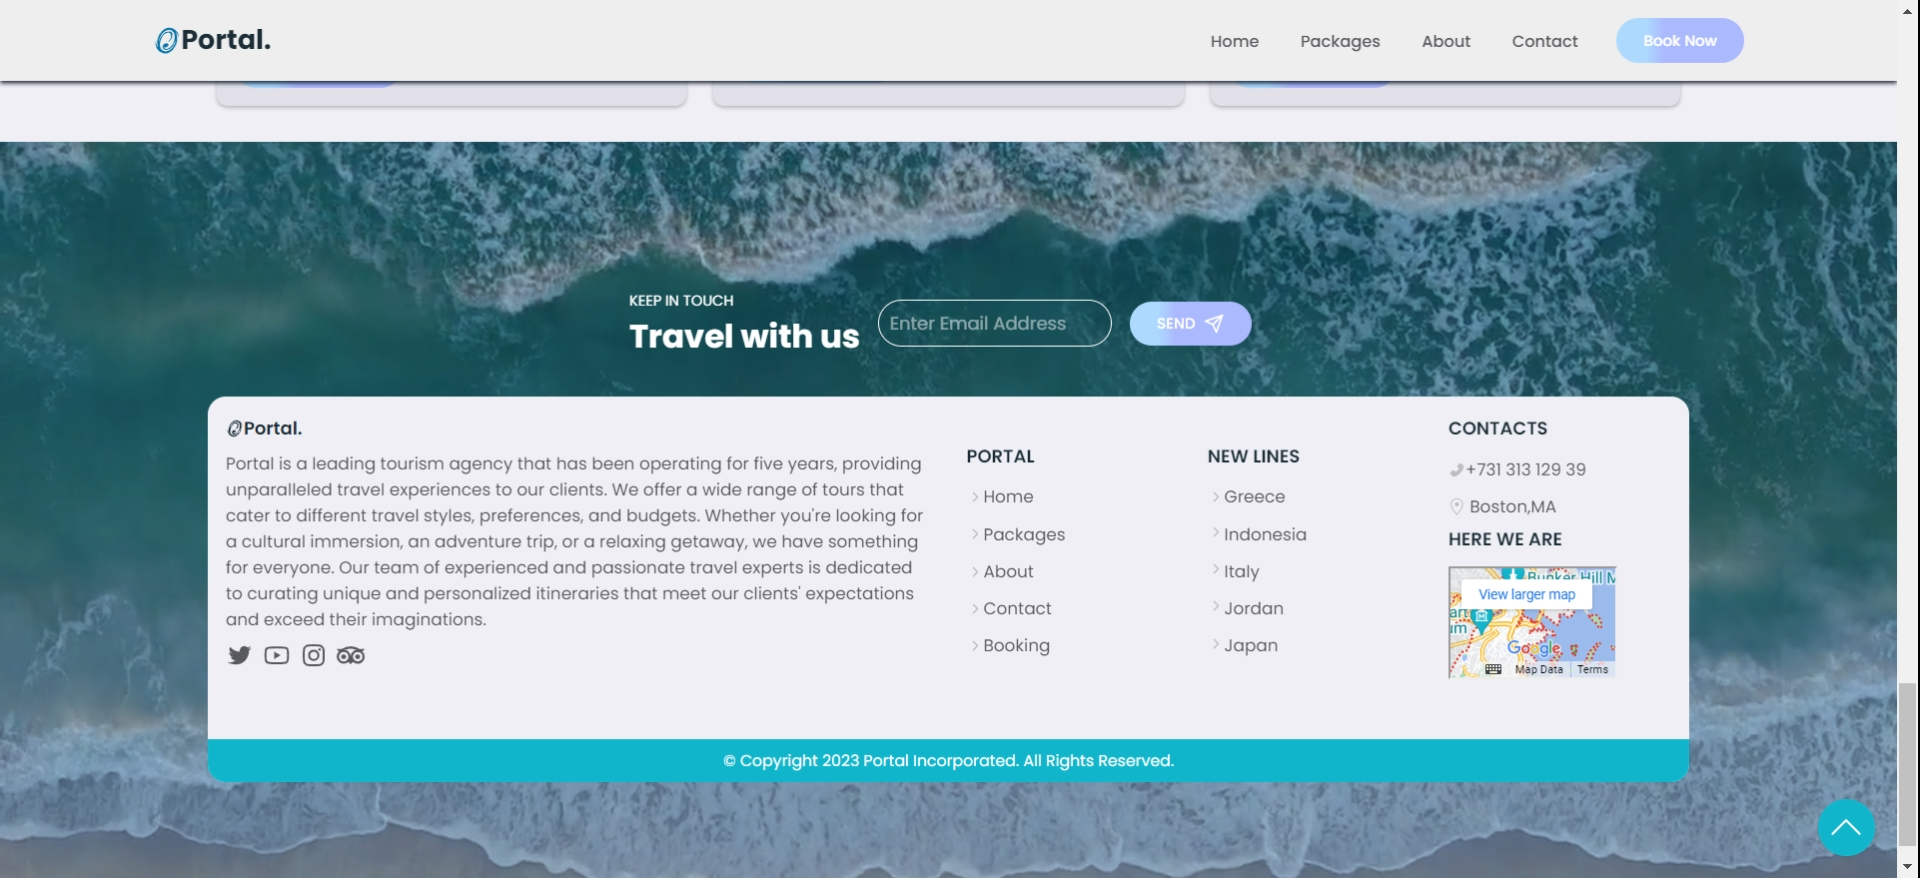 Portal.
Home
Packages
About
Contact
Book Now
KEEP IN TOUCH
Travel with us
Enter Email Address
SEND
Portal.
Portal is a leading tourism agency that has been operating for five years, providing
unparalleled travel experiences to our clients. We offer a wide range of tours that
cater to different travel styles, preferences, and budgets. Whether you're looking for
a cultural immersion, an adventure trip, or a relaxing getaway, we have something
for everyone. Our team of experienced and passionate travel experts is dedicated
to curating unique and personalized itineraries that meet our clients' expectations
and exceed their imaginations.
PORTAL
Home
Packages
About
Contact
Booking
NEW LINES
Greece
Indonesia
Italy
Jordan
Japan
CONTACTS
+731 313 129 39
Boston,MA
HERE WE ARE
Bunker Hill M
View larger map
art
um
Google
Map Data
Terms
© Copyright 2023 Portal Incorporated. All Rights Reserved.